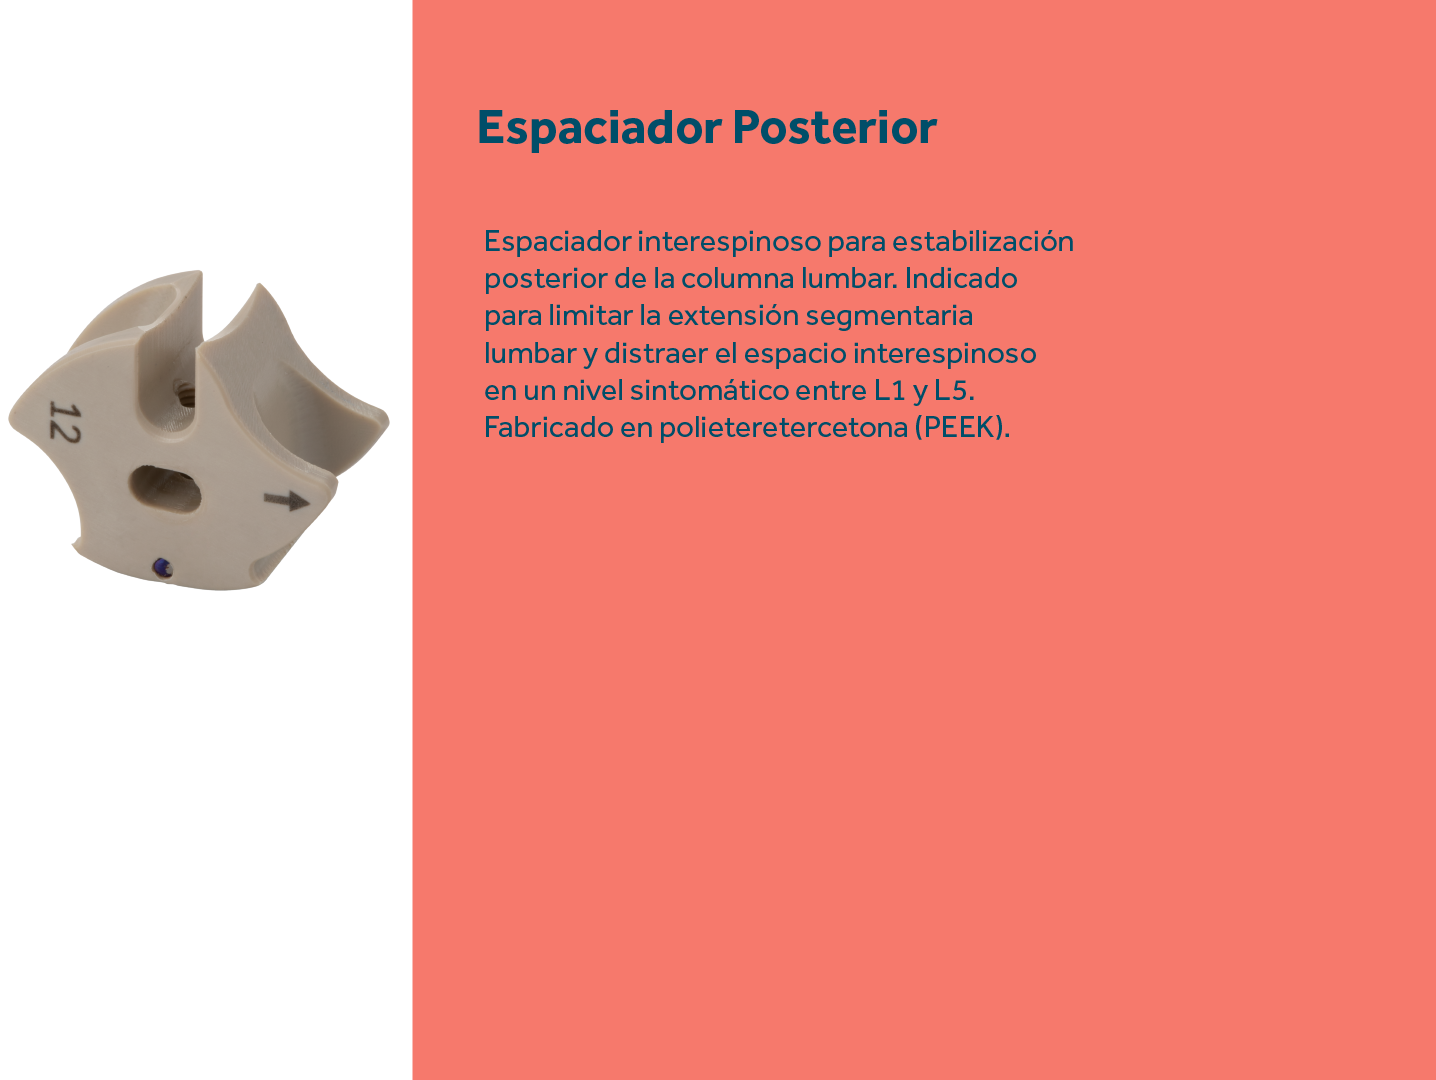 Espaciador Posterior
Espaciador interespinoso para estabilización
posterior de la columna lumbar. Indicado
para limitar la extensión segmentaria
lumbar y distraer el espacio interespinoso
en un nivel sintomático entre L1 y L5.
Fabricado en polieteretercetona (PEEK).
12